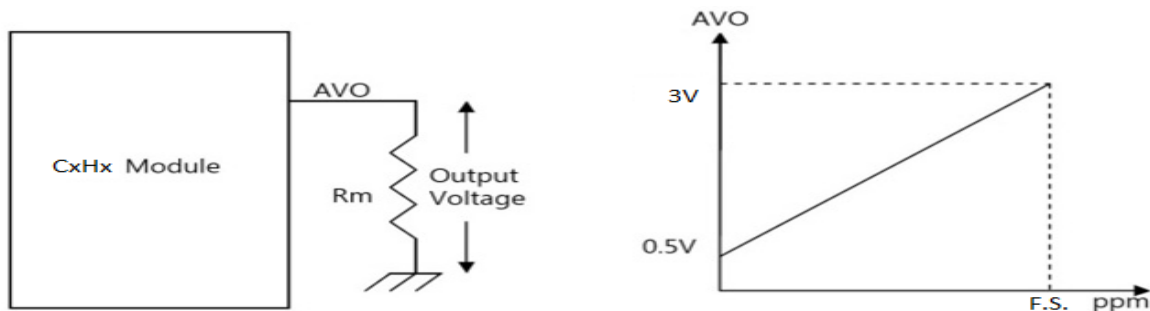 CxHx Module
AVO
Rm
Output
Voltage
AVO
3V
0.5V
F.S. ppm